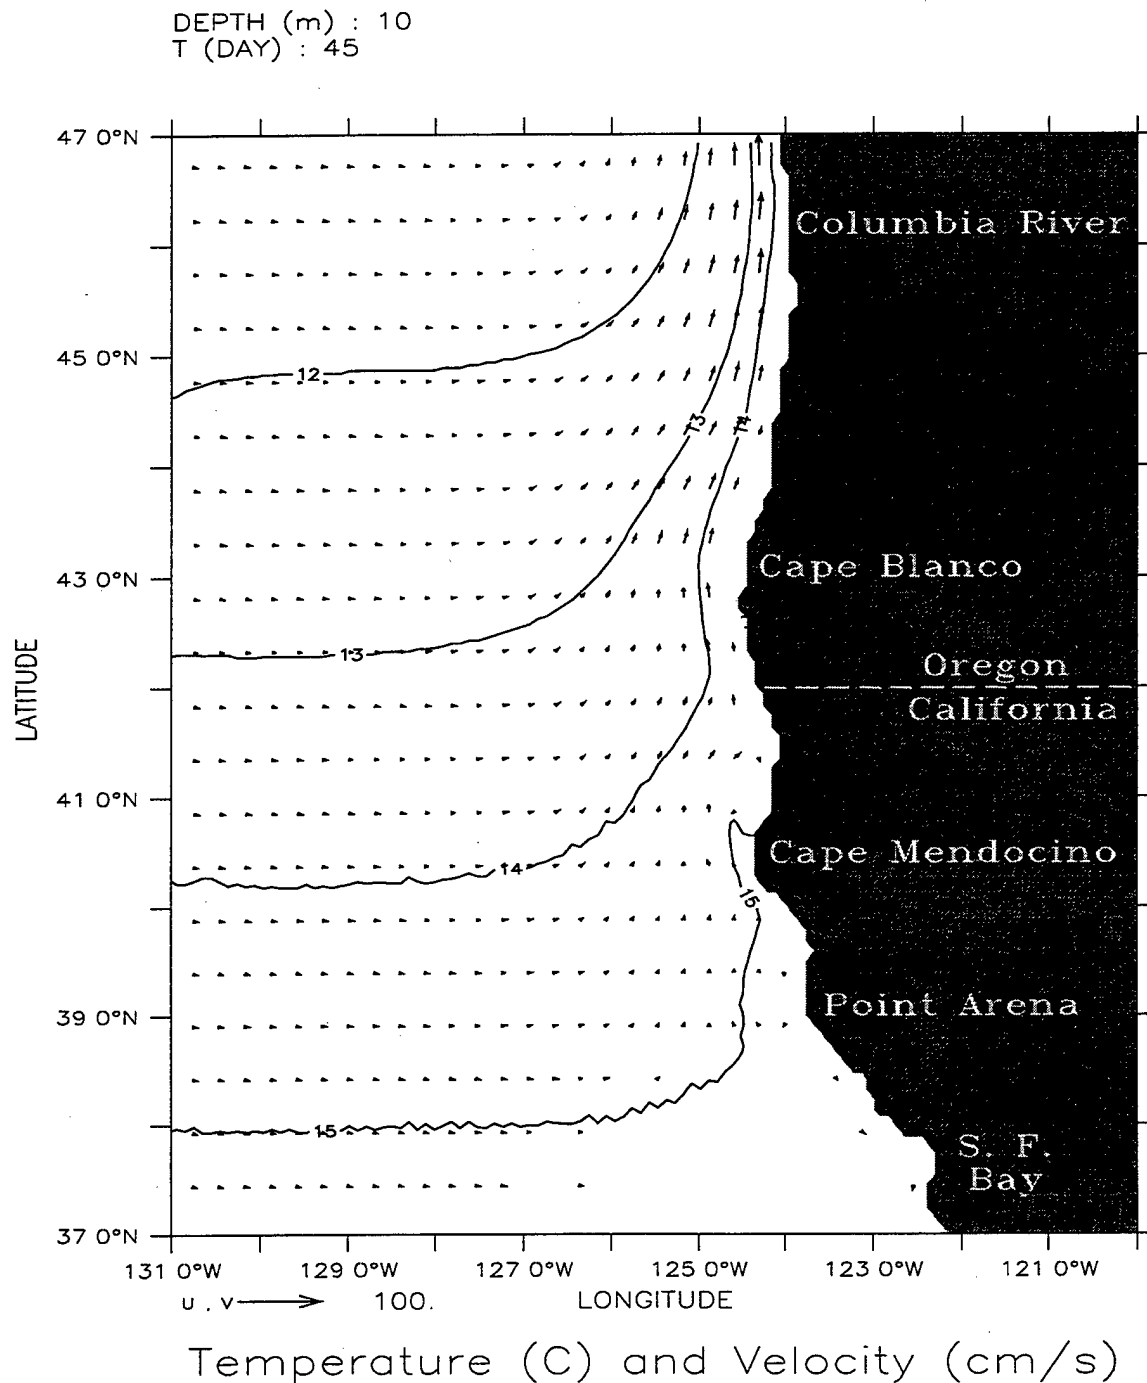 DEPTH (m) : 10
T (DAY) : 45
47 0°N
Columbia River
45 0°N
12
13
14
Cape Blanco
43 0°N
13
Oregon
California
41 0°N
Cape Mendocino
14
15
Point Arena
39 0°N
15
S. F.
Bay
37 0°N
LATITUDE
131 0°W 129 0°W 127 0°W 125 0°W 123 0°W 121 0°W
u , v 100. LONGITUDE
Temperature (C) and Velocity (cm/s)